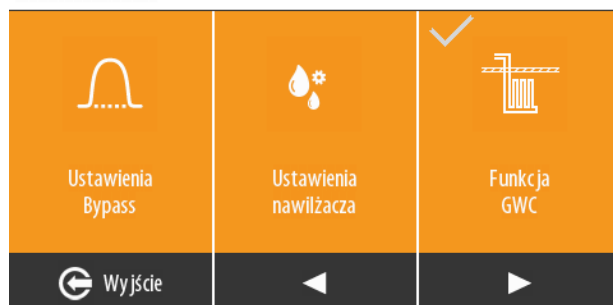 Ustawienia
Bypass
Ustawienia
nawilżacza
Funkcja
GWC
Wyjście